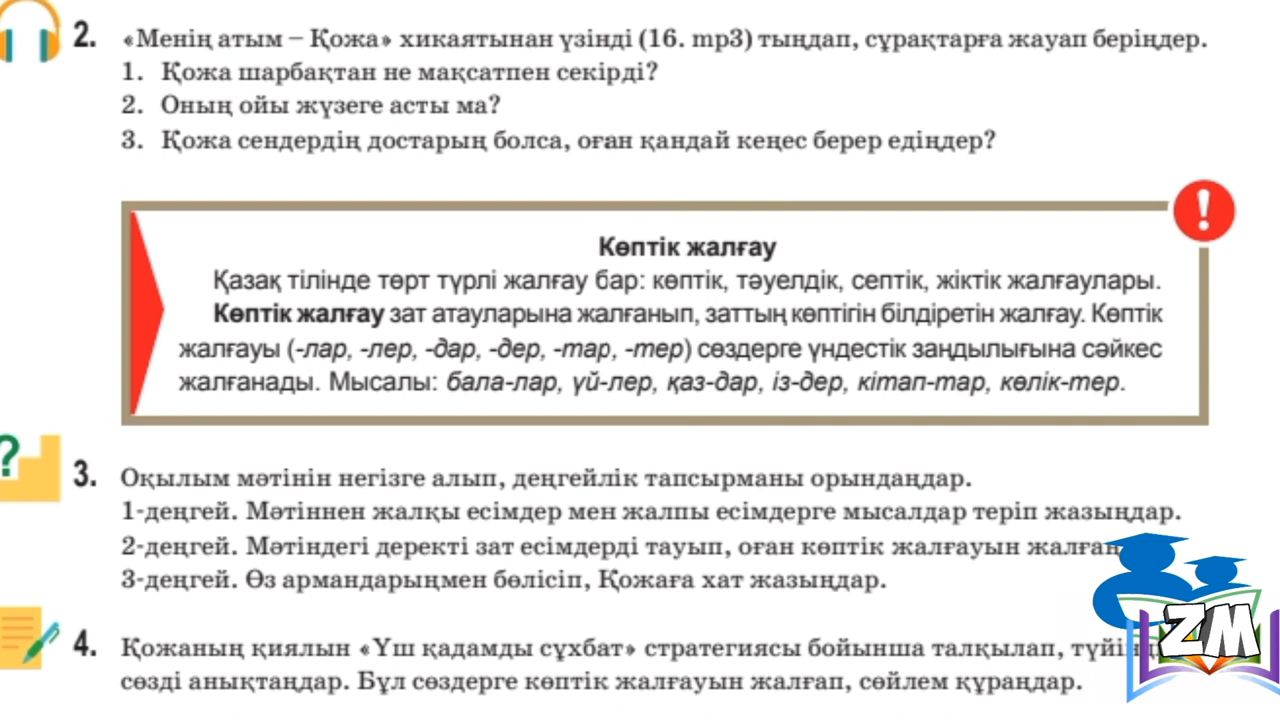 ?
2. «Менің атым – Қожа» хикаятынан үзінді (16. mp3) тыңдап, сұрақтарға жауап беріңдер.
1. Қожа шарбақтан не мақсатпен секірді?
2. Оның ойы жүзеге асты ма?
3. Қожа сендердің достарың болса, оған қандай кеңес берер едіңдер?
!
Көптік жалғау
Қазақ тілінде төрт түрлі жалғау бар: көптік, тәуелдік, септік, жіктік жалғаулары.
Көптік жалғау зат атауларына жалғанып, заттың көптігін білдіретін жалғау. Көптік
жалғауы (-лар, -лер, -дар, -дер, -тар, -тер) сөздерге үндестік заңдылығына сәйкес
жалғанады. Мысалы: бала-лар, үй-лер, қаз-дар, із-дер, кітап-тар, көлік-тер.
3. Оқылым мәтінін негізге алып, деңгейлік тапсырманы орындаңдар.
1-деңгей. Мәтіннен жалқы есімдер мен жалпы есімдерге мысалдар теріп жазыңдар.
2-деңгей. Мәтіндегі деректі зат есімдерді тауып, оған көптік жалғауын
3-деңгей. Өз армандарыңмен бөлісіп, Қожаға хат жазыңдар.
4. Қожаның қиялын «Үш қадамды сұхбат» стратегиясы бойынша талқылап,
сөзді анықтаңдар. Бұл сөздерге көптік жалғауын жалғап, сөйлем құраңдар.
ZM